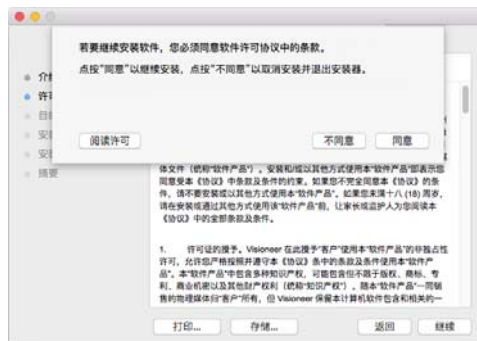 若要继续安装软件，您必须同意软件许可协议中的条款。
点按"同意"以继续安装，点按"不同意"以取消安装并退出安装器。
阅读许可
不同意
同意
介
许
目
安
安
摘要
体文件（统称"软件产品"）。安装和/或以其他方式使用本"软件产品"即表示您
同意受本《协议》中条款及条件的约束。如果您不完全同意本《协议》的条
件，请不要安装或以其他方式使用本"软件产品"。如果您未满十八 (18) 周岁，
请在安装或通过其他方式使用该"软件产品"前，让家长或监护人为您阅读本
《协议》中的全部条款及条件。
1. 许可证的授予。Visioneer 在此授予"客户"使用本"软件产品"的非独占性
许可，允许您严格按照并遵守本《协议》条中的条款及条件使用本"软件产
品"。本"软件产品"中包含多种知识产权，可能包含但不限于版权、商标、专
利、商业机密以及其他财产权利（统称"知识产权"）。随本"软件产品"一同销
售的物理媒体归"客户"所有，但 Visioneer 保留本计算机软件包含和相关的一
打印...
存储...
返回
继续